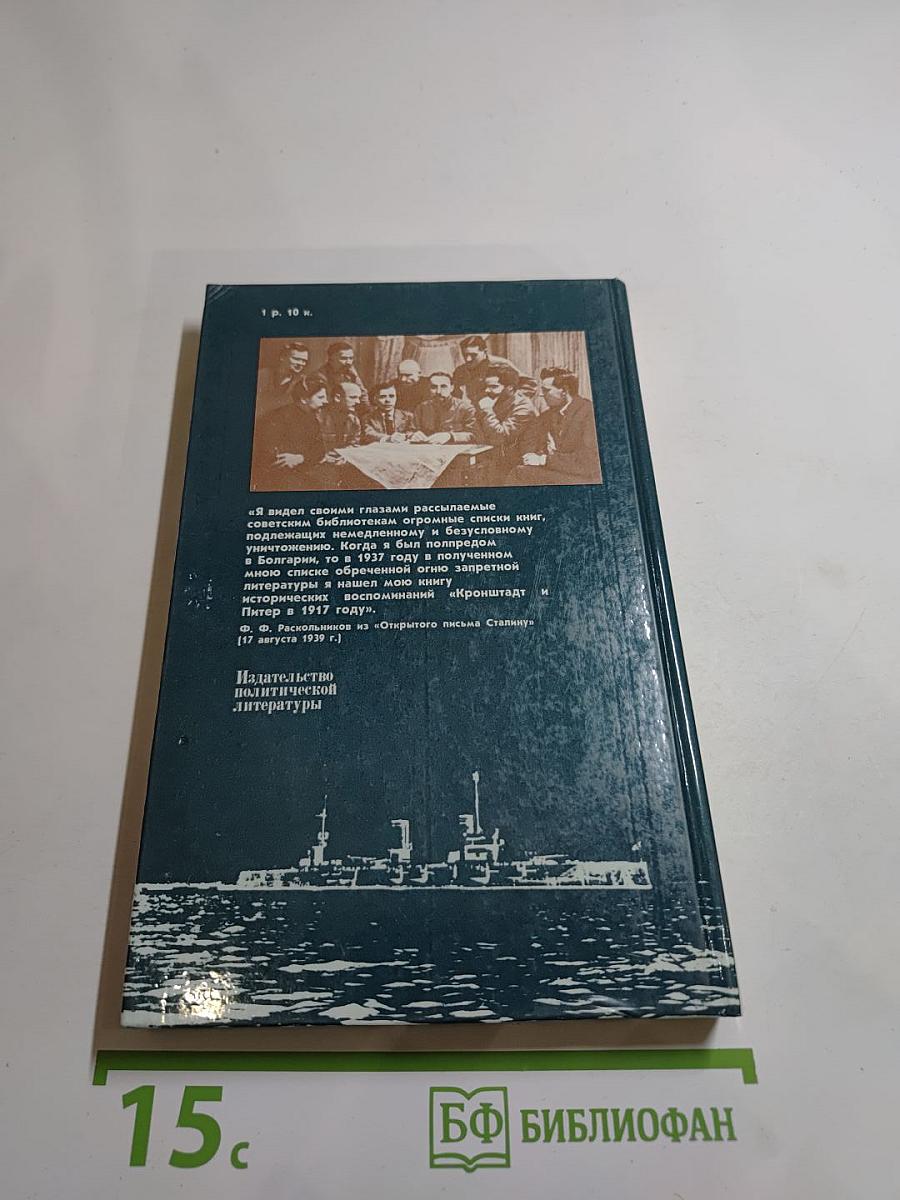 1 р. 10 к.
«Я видел своими глазами рассылаемые
советским библиотекам огромные списки книг,
подлежащих немедленному и безусловному
уничтожению. Когда я был полпредом
в Болгарии, то в 1937 году в полученном
мною списке обреченной огню запретной
литературы я нашел мою книгу
исторических воспоминаний «Кронштадт и
Питер в 1917 году».
Ф. Ф. Раскольников из «Открытого письма Сталину»
(17 августа 1939 г.)
Издательство
политической
литературы
15 с
БФ БИБЛИОФАН